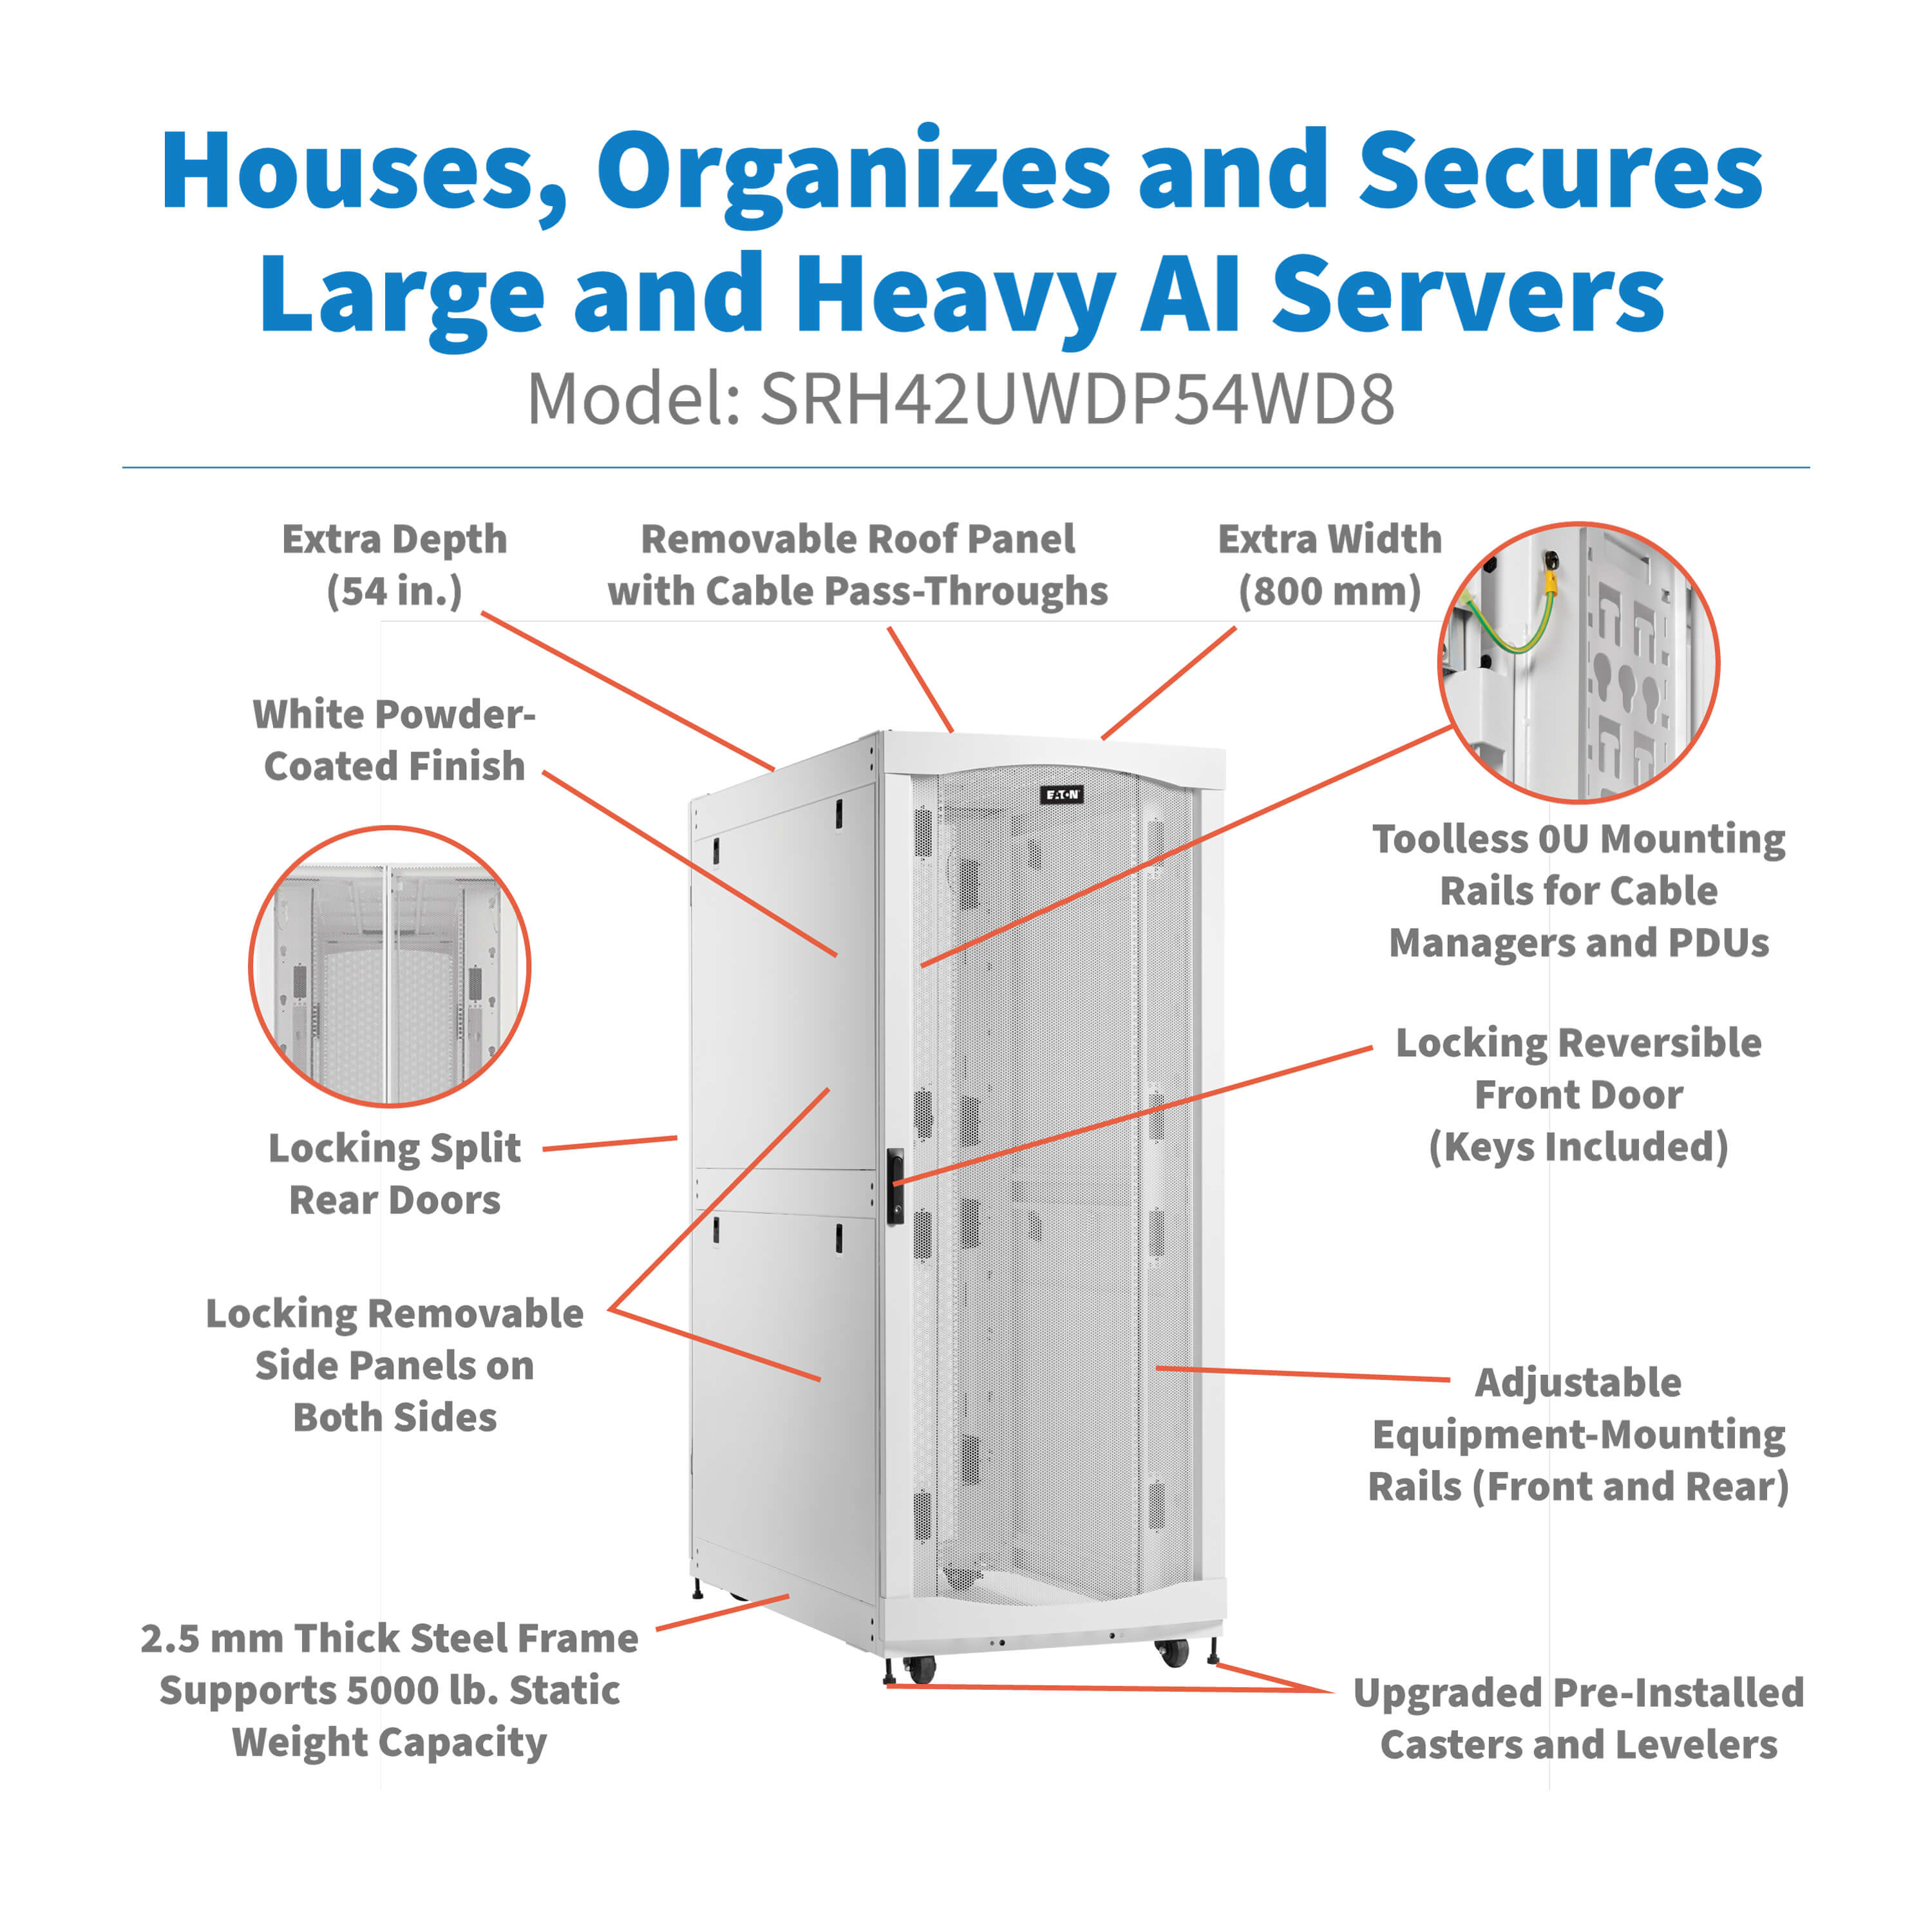 Houses, Organizes and Secures
Large and Heavy AI Servers
Model: SRH42UWDP54WD8
Extra Depth
(54 in.)
Removable Roof Panel
with Cable Pass-Throughs
Extra Width
(800 mm)
White Powder-
Coated Finish
EATON
Toolless 0U Mounting
Rails for Cable
Managers and PDUs
Locking Reversible
Front Door
(Keys Included)
Locking Split
Rear Doors
Locking Removable
Side Panels on
Both Sides
Adjustable
Equipment-Mounting
Rails (Front and Rear)
2.5 mm Thick Steel Frame
Supports 5000 lb. Static
Weight Capacity
Upgraded Pre-Installed
Casters and Levelers